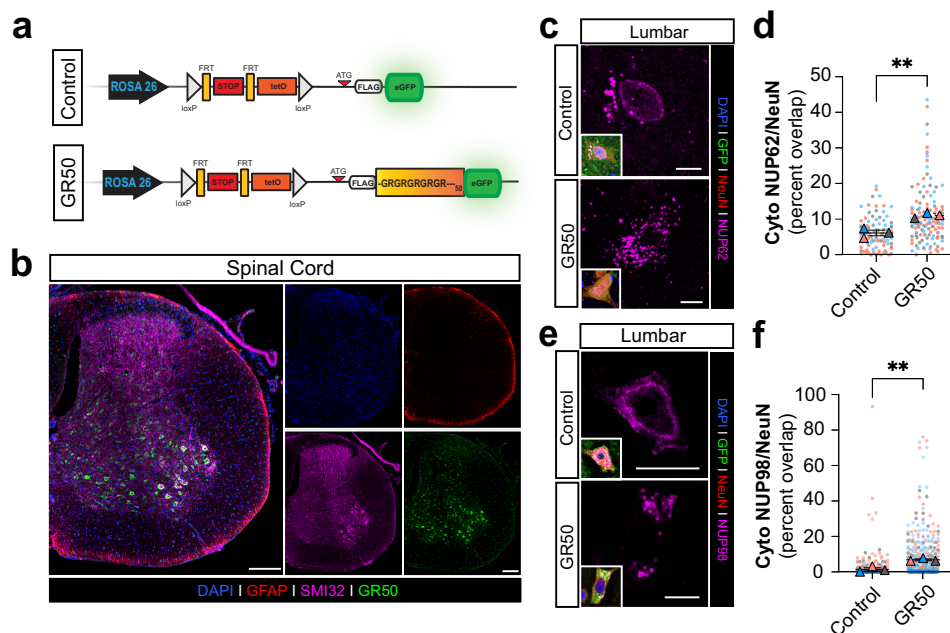 a
Control
ROSA 26
loxP
FRT
STOP
FRT
tetO
loxP
ATG
FLAG
eGFP
GR50
ROSA 26
loxP
FRT
STOP
FRT
tetO
loxP
ATG
FLAG
-GRGRGRGRGR---50
eGFP
b
Spinal Cord
DAPI I GFAP I SMI32 I GR50
c
Lumbar
Control
GR50
DAPI I GFP I NeuN I NUP62
d
Cyto NUP62/NeuN
(percent overlap)
50
40
30
20
10
0
**
Control
GR50
e
Lumbar
Control
GR50
DAPI I GFP I NeuN I NUP98
f
Cyto NUP98/NeuN
(percent overlap)
100
80
60
40
20
0
**
Control
GR50